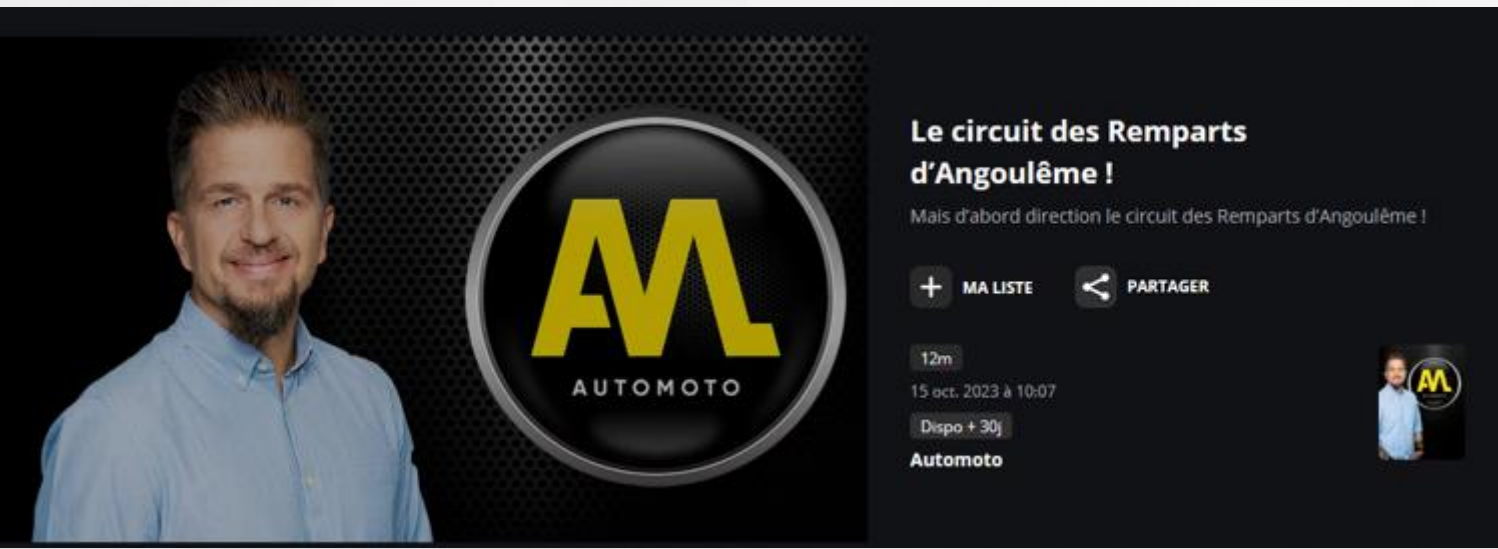 AM
AUTOMOTO
Le circuit des Remparts
d’Angoulême !
Mais d’abord direction le circuit des Remparts d’Angoulême !
MA LISTE
PARTAGER
12m
15 oct. 2023 à 10:07
Dispo + 30j
Automoto
AM